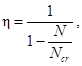 η = 1 / (1 − N / N_cr),